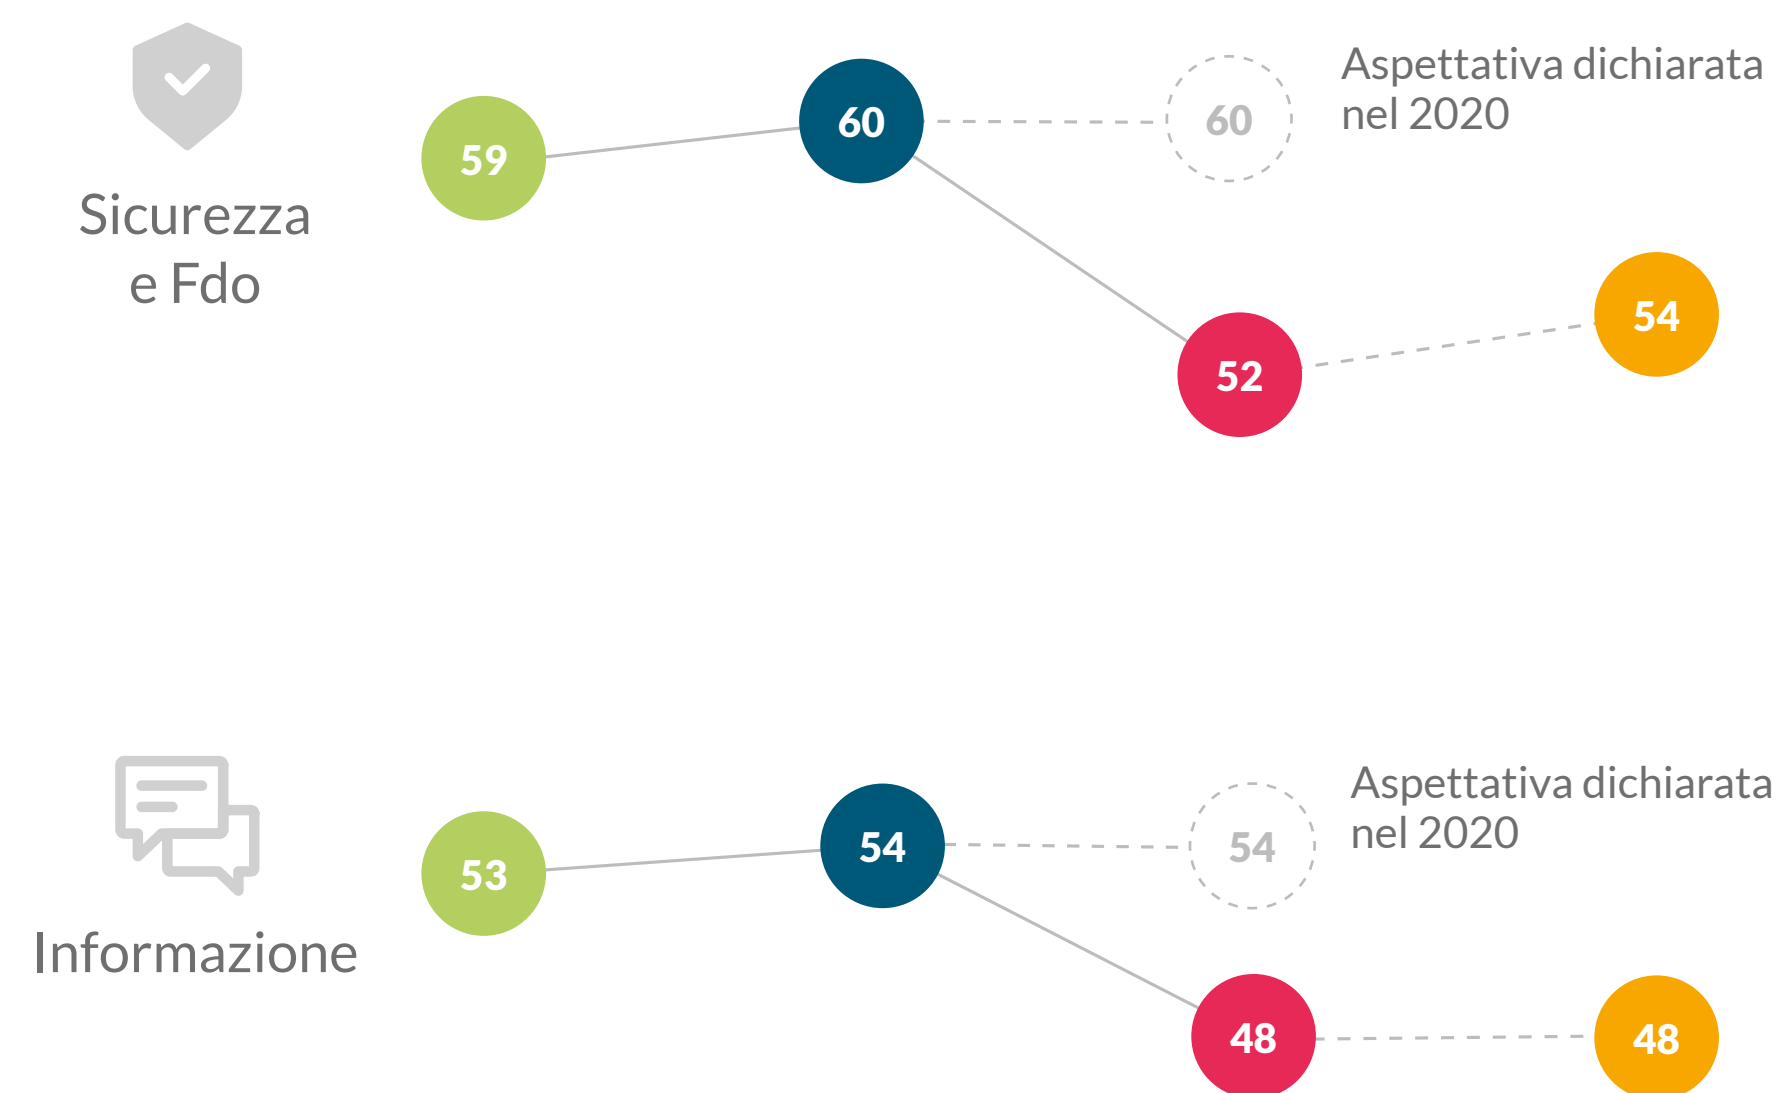 Sicurezza
e Fdo
59
60
60
Aspettativa dichiarata
nel 2020
52
54
Informazione
53
54
54
Aspettativa dichiarata
nel 2020
48
48